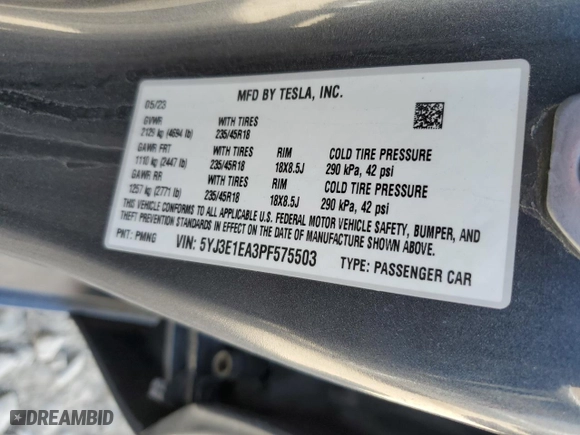 MFD BY TESLA, INC.
05/23
GVWR WITH TIRES
2129 kg (4694 lb) 235/45R18
GAWR FRT WITH TIRES RIM COLD TIRE PRESSURE
1110 kg (2447 lb) 235/45R18 18X8.5J 290 kPa, 42 psi
GAWR RR WITH TIRES RIM COLD TIRE PRESSURE
1257 kg (2771 lb) 235/45R18 18X8.5J 290 kPa, 42 psi
THIS VEHICLE CONFORMS TO ALL APPLICABLE U.S. FEDERAL MOTOR VEHICLE SAFETY, BUMPER, AND
THEFT PREVENTION STANDARDS IN EFFECT ON THE DATE OF MANUFACTURE SHOWN ABOVE.
PNT: PMNG VIN: 5YJ3E1EA3PF575503 TYPE: PASSENGER CAR
DREAMBID